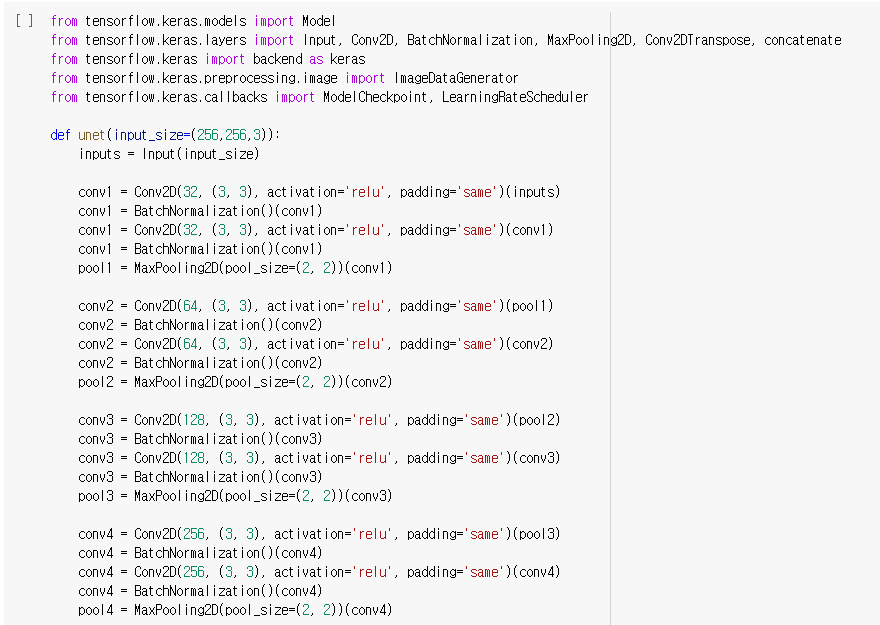 [ ] from tensorflow.keras.models import Model
from tensorflow.keras.layers import Input, Conv2D, BatchNormalization, MaxPooling2D, Conv2DTranspose, concatenate
from tensorflow.keras import backend as keras
from tensorflow.keras.preprocessing.image import ImageDataGenerator
from tensorflow.keras.callbacks import ModelCheckpoint, LearningRateScheduler

def unet(input_size=(256,256,3)):
    inputs = Input(input_size)

    conv1 = Conv2D(32, (3, 3), activation='relu', padding='same')(inputs)
    conv1 = BatchNormalization()(conv1)
    conv1 = Conv2D(32, (3, 3), activation='relu', padding='same')(conv1)
    conv1 = BatchNormalization()(conv1)
    pool1 = MaxPooling2D(pool_size=(2, 2))(conv1)

    conv2 = Conv2D(64, (3, 3), activation='relu', padding='same')(pool1)
    conv2 = BatchNormalization()(conv2)
    conv2 = Conv2D(64, (3, 3), activation='relu', padding='same')(conv2)
    conv2 = BatchNormalization()(conv2)
    pool2 = MaxPooling2D(pool_size=(2, 2))(conv2)

    conv3 = Conv2D(128, (3, 3), activation='relu', padding='same')(pool2)
    conv3 = BatchNormalization()(conv3)
    conv3 = Conv2D(128, (3, 3), activation='relu', padding='same')(conv3)
    conv3 = BatchNormalization()(conv3)
    pool3 = MaxPooling2D(pool_size=(2, 2))(conv3)

    conv4 = Conv2D(256, (3, 3), activation='relu', padding='same')(pool3)
    conv4 = BatchNormalization()(conv4)
    conv4 = Conv2D(256, (3, 3), activation='relu', padding='same')(conv4)
    conv4 = BatchNormalization()(conv4)
    pool4 = MaxPooling2D(pool_size=(2, 2))(conv4)